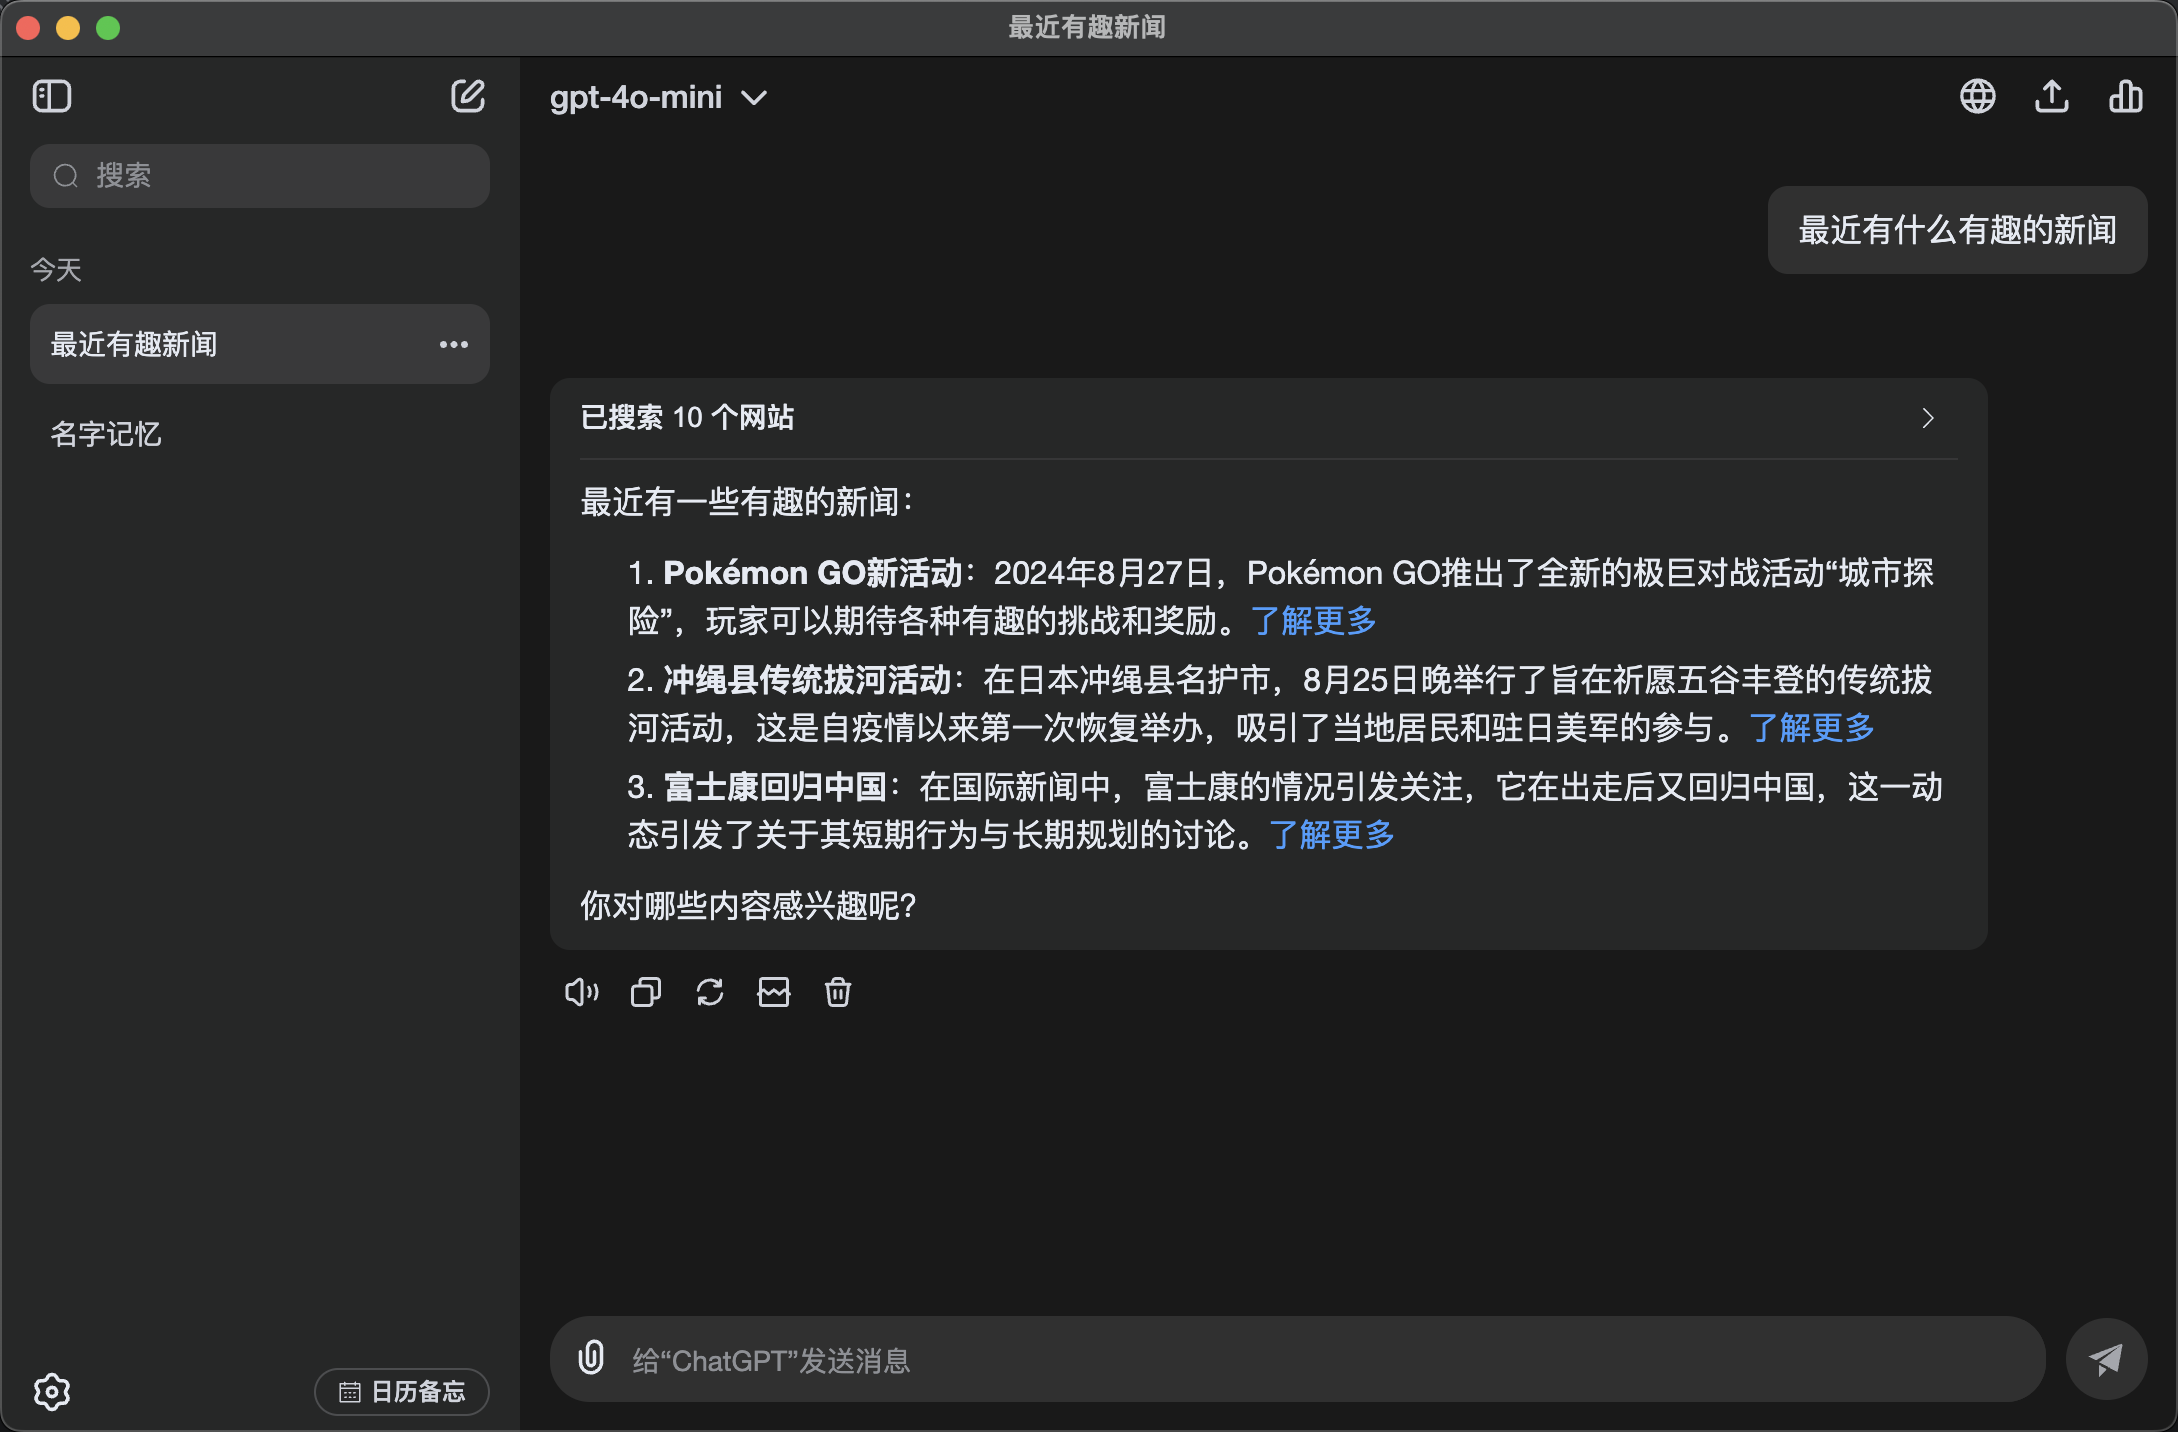 最近有趣新闻
gpt-4o-mini
搜索
今天
最近有趣新闻
名字记忆
日历备忘
最近有什么有趣的新闻
已搜索 10 个网站
最近有一些有趣的新闻：
1. Pokémon GO新活动：2024年8月27日，Pokémon GO推出了全新的极巨对战活动“城市探
险”，玩家可以期待各种有趣的挑战和奖励。了解更多
2. 冲绳县传统拔河活动：在日本冲绳县名护市，8月25日晚举行了旨在祈愿五谷丰登的传统拔
河活动，这是自疫情以来第一次恢复举办，吸引了当地居民和驻日美军的参与。了解更多
3. 富士康回归中国：在国际新闻中，富士康的情况引发关注，它在出走后又回归中国，这一动
态引发了关于其短期行为与长期规划的讨论。了解更多
你对哪些内容感兴趣呢？
给“ChatGPT”发送消息